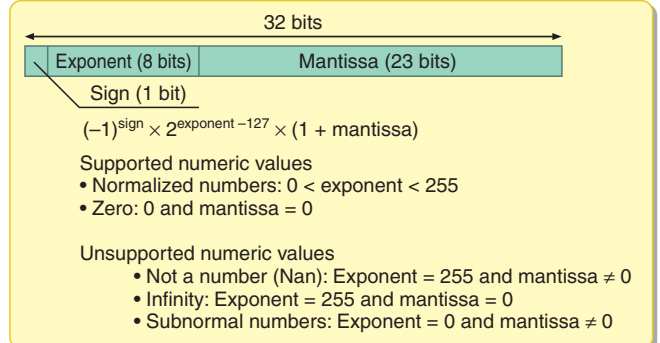 32 bits
Exponent (8 bits) Mantissa (23 bits)
Sign (1 bit)
(–1)^sign × 2^exponent –127 × (1 + mantissa)
Supported numeric values
• Normalized numbers: 0 < exponent < 255
• Zero: 0 and mantissa = 0
Unsupported numeric values
• Not a number (Nan): Exponent = 255 and mantissa ≠ 0
• Infinity: Exponent = 255 and mantissa = 0
• Subnormal numbers: Exponent = 0 and mantissa ≠ 0